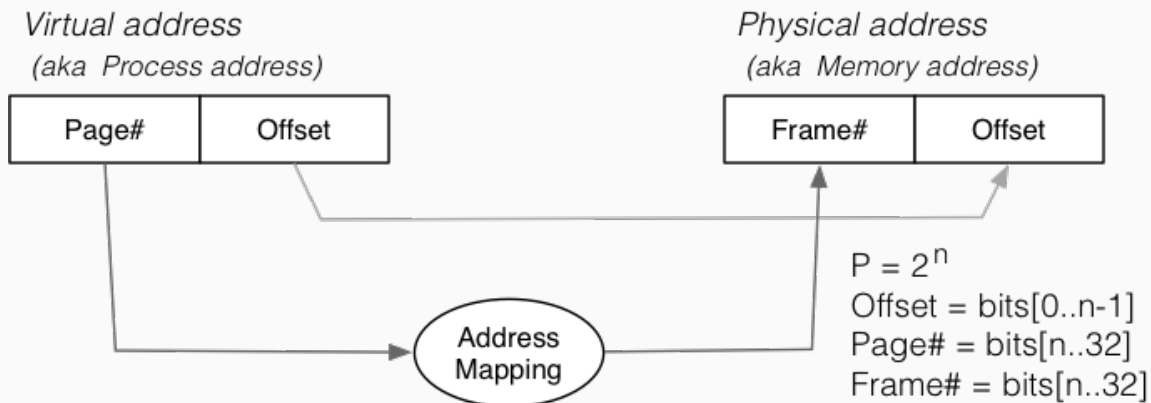 Virtual address
(aka Process address)
Page#
Offset
Physical address
(aka Memory address)
Frame#
Offset
Address
Mapping
P = 2^n
Offset = bits[0..n-1]
Page# = bits[n..32]
Frame# = bits[n..32]